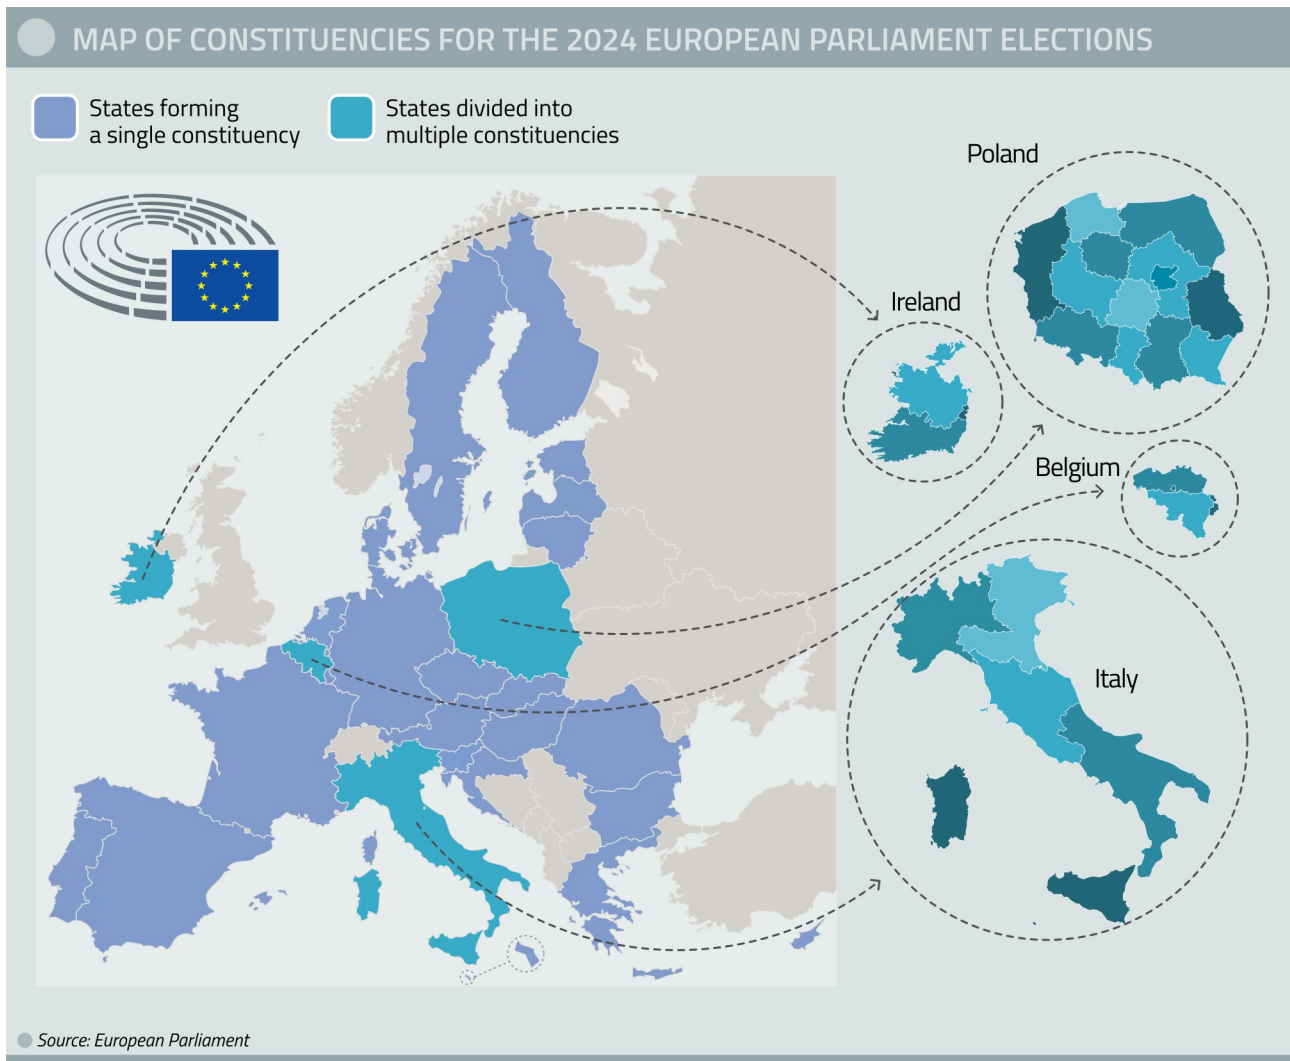 MAP OF CONSTITUENCIES FOR THE 2024 EUROPEAN PARLIAMENT ELECTIONS
States forming
a single constituency
States divided into
multiple constituencies
Poland
Ireland
Belgium
Italy
Source: European Parliament